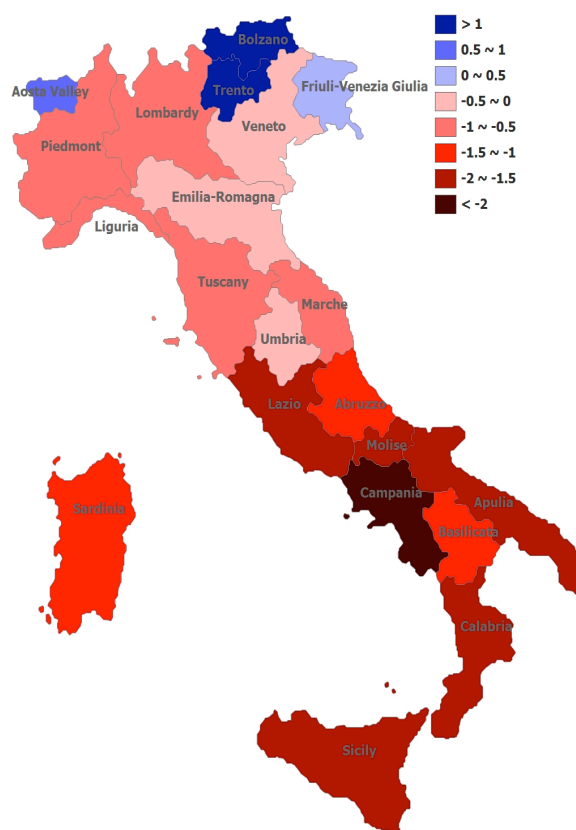 Bolzano
> 1
0.5 ~ 1
0 ~ 0.5
-0.5 ~ 0
-1 ~ -0.5
-1.5 ~ -1
-2 ~ -1.5
< -2
Aosta Valley
Trento
Friuli-Venezia Giulia
Lombardy
Veneto
Piedmont
Emilia-Romagna
Liguria
Tuscany
Marche
Umbria
Lazio
Abruzzo
Molise
Campania
Apulia
Sardinia
Basilicata
Calabria
Sicily